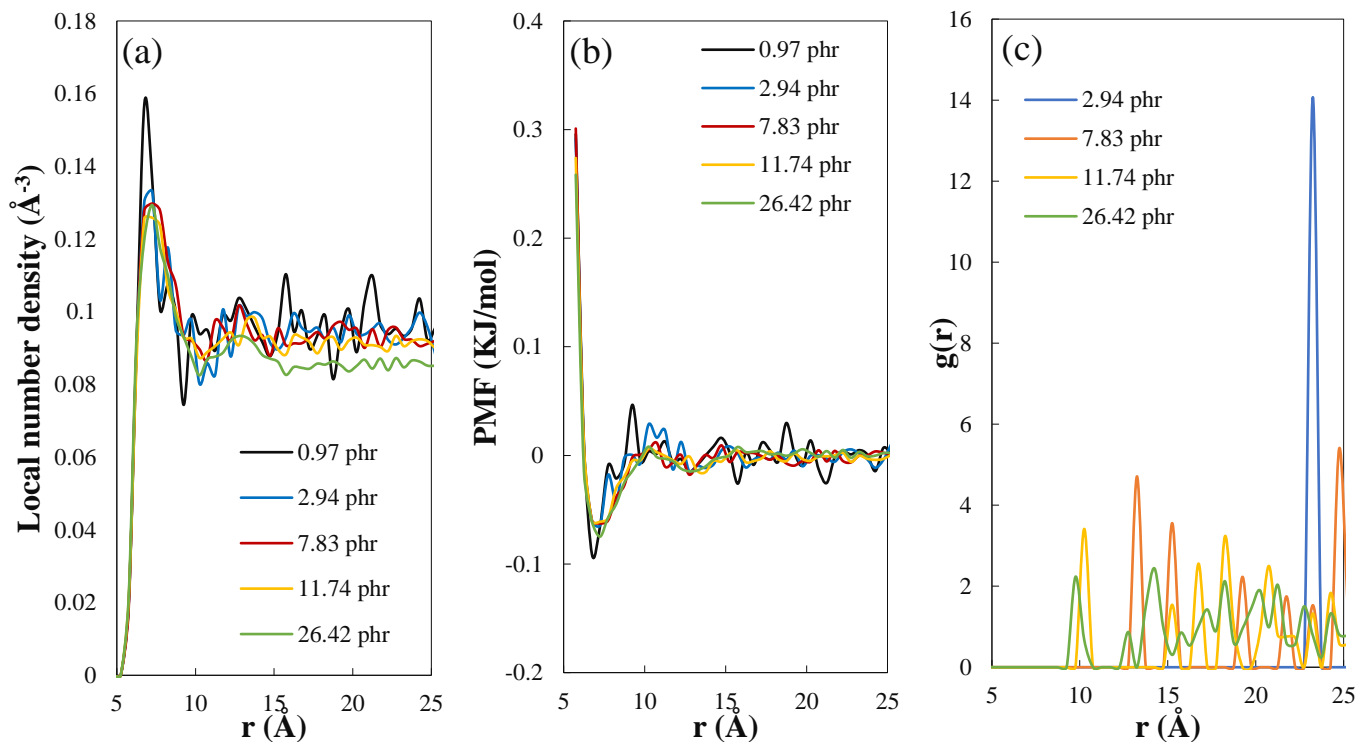 (a)
Local number density (Å⁻³)
0.18
0.16
0.14
0.12
0.1
0.08
0.06
0.04
0.02
0
0.97 phr
2.94 phr
7.83 phr
11.74 phr
26.42 phr
5 10 15 20 25
r (Å)
(b)
PMF (KJ/mol)
0.4
0.3
0.2
0.1
0
-0.1
-0.2
0.97 phr
2.94 phr
7.83 phr
11.74 phr
26.42 phr
5 10 15 20 25
r (Å)
(c)
g(r)
16
14
12
10
8
6
4
2
0
2.94 phr
7.83 phr
11.74 phr
26.42 phr
5 10 15 20 25
r (Å)